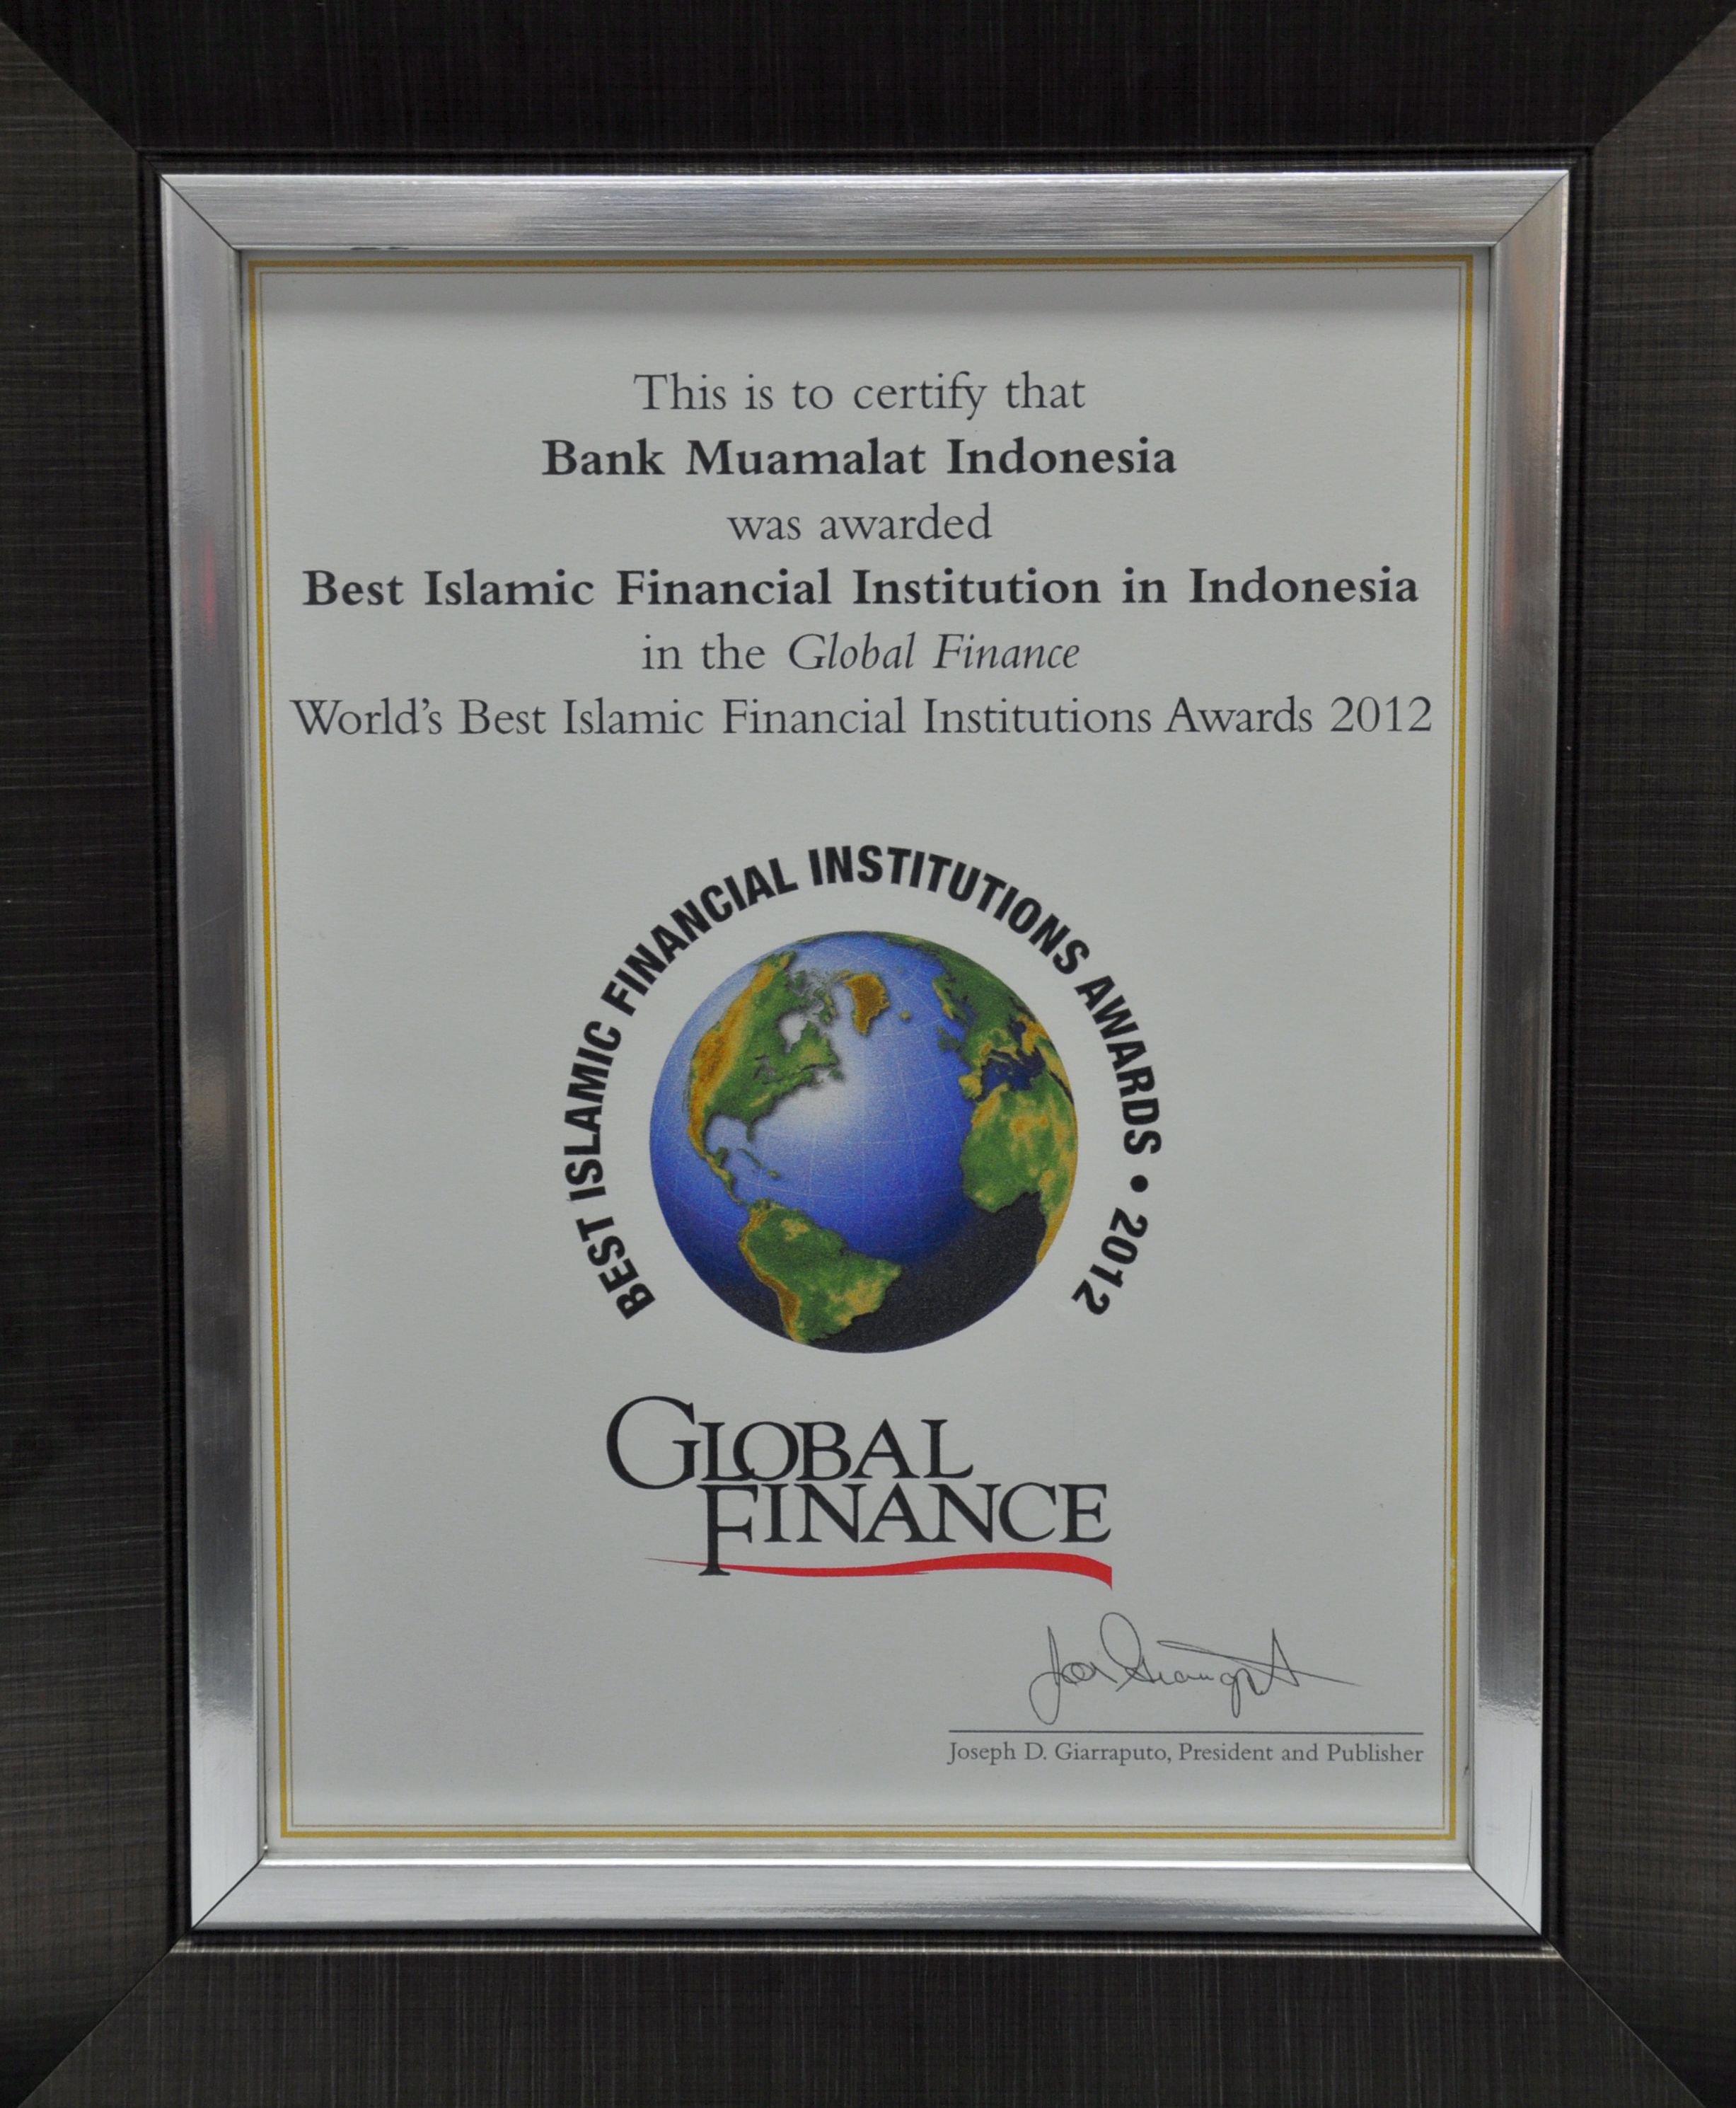 This is to certify that
Bank Muamalat Indonesia
was awarded
Best Islamic Financial Institution in Indonesia
in the Global Finance
World's Best Islamic Financial Institutions Awards 2012
BEST ISLAMIC FINANCIAL INSTITUTIONS AWARDS • 2012
GLOBAL
FINANCE
Joseph D. Giarraputo, President and Publisher